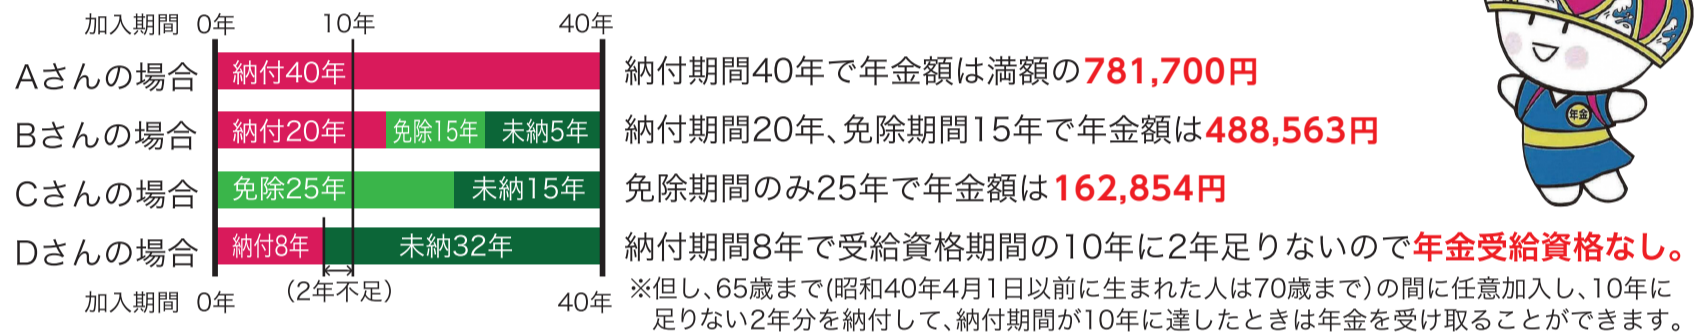 加入期間 0年 10年 40年
Aさんの場合 納付40年 納付期間40年で年金額は満額の781,700円
Bさんの場合 納付20年 免除15年 未納5年 納付期間20年、免除期間15年で年金額は488,563円
Cさんの場合 免除25年 未納15年 免除期間のみ25年で年金額は162,854円
Dさんの場合 納付8年 未納32年 納付期間8年で受給資格期間の10年に2年足りないので年金受給資格なし。
(2年不足)
加入期間 0年 40年
※但し、65歳まで(昭和40年4月1日以前に生まれた人は70歳まで)の間に任意加入し、10年に
足りない2年分を納付して、納付期間が10年に達したときは年金を受け取ることができます。
年金